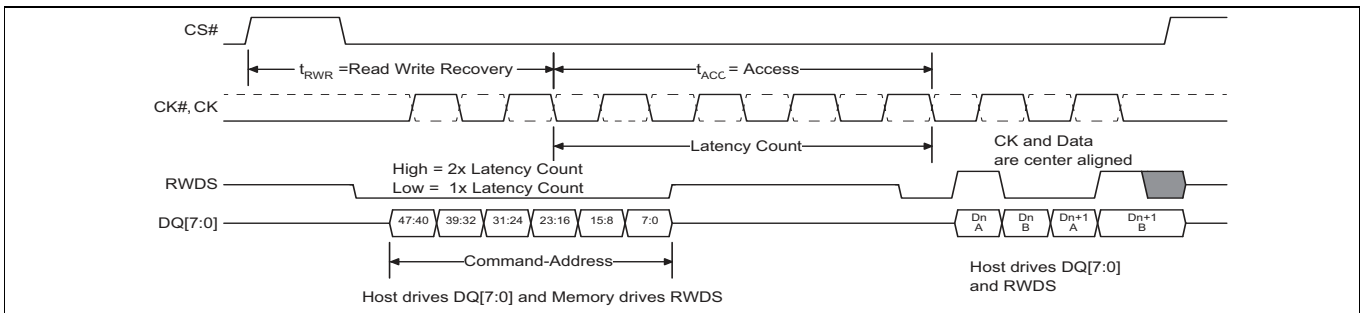 CS#
tRWR =Read Write Recovery
tACC = Access
CK#, CK
Latency Count
CK and Data
are center aligned
High = 2x Latency Count
Low = 1x Latency Count
RWDS
DQ[7:0]
47:40 39:32 31:24 23:16 15:8 7:0
Dn
A
Dn
B
Dn+1
A
Dn+1
B
Command-Address
Host drives DQ[7:0]
and RWDS
Host drives DQ[7:0] and Memory drives RWDS